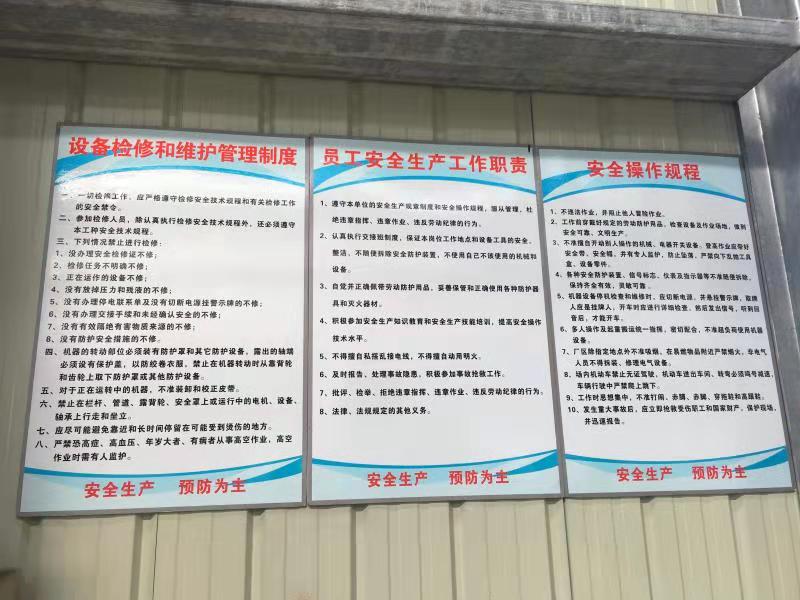 设备检修和维护管理制度
一、一切检修工作，应严格遵守检修安全技术规程和有关检修工作
的安全禁令。
二、参加检修人员，除认真执行检修安全规程外，还必须遵守
本工种安全技术规程。
三、下列情况禁止进行检修：
1、没办理安全检修证不修；
2、检修任务不明确不修；
3、正在运作的设备不修；
4、没有放掉压力和残液的不修；
5、没有办理停电联系单及没有切断电源挂警示牌的不修；
6、没有办理交接手续和未经确认安全的不修；
7、没有有效隔绝有害物质来源的不修；
8、没有防护安全措施的不修。
四、机器的转动部位必须装有防护罩和其它防护设备，露出的轴端
必须设有保护盖，以防绞卷衣服，禁止在机器转动时从靠背轮
和齿轮上取下防护罩或其他防护设备。
五、对于正在运转中的机器，不准装卸和校正皮带。
六、禁止在栏杆、管道、靠背轮、安全罩上或运行中的电机、设备、
轴承上行走和坐立。
七、应尽可能避免靠近和长时间停留在可能受到烫伤的地方。
八、严禁恐高症、高血压、年岁大者、有病者从事高空作业，高空
作业时需有人监护。
安全生产 预防为主
员工安全生产工作职责
1、遵守本单位的安全生产规章制度和安全操作规程，服从管理，杜
绝违章指挥、违章作业、违反劳动纪律的行为。
2、认真执行交接班制度，保证本岗位工作地点和设备工具的安全、
整洁，不随便拆除安全防护装置，不使用自己不该使用的机械和
设备。
3、自觉并正确佩带劳动防护用品，妥善保管和正确使用各种防护器
具和灭火器材。
4、积极参加安全生产知识教育和安全生产技能培训，提高安全操作
技术水平。
5、不得擅自私搭乱接电线，不得擅自动用明火。
6、及时报告、处理事故隐患，积极参加事故抢救工作。
7、批评、检举、拒绝违章指挥、违章作业、违反劳动纪律的行为。
8、法律、法规规定的其他义务。
安全生产 预防为主
安全操作规程
1、不违法作业，并阻止他人冒险作业。
2、工作前穿戴好规定的劳动防护用品，检查设备及作业场地，做到
安全可靠，文明生产。
3、不准擅自开动别人操作的机械、电器开关设备。登高作业应带好
安全带、安全帽，并有专人监护，防止坠落，严禁向下乱抛工具
盒、设备零件。
4、各种安全防护装置、信号标志、仪表及指示器等不准随便拆除，
保持齐全有效，灵敏可靠。
5、机器设备停机检查和维修时，应切断电源，并悬挂警示牌，取牌
人应是挂牌人，开车时应进行详细检查，然后发出信号，听到回
音后，才能开车。
6、多人操作及起重搬运统一指挥，密切配合，不准超负荷使用机器
设备。
7、厂区除指定地点外不准吸烟，在易燃物品附近严禁烟火，非电气
人员不得拆装、修理电气设备。
8、场内机动车禁止无证驾驶，机动车进出车间、转弯必须鸣号减速，
车辆行驶中严禁爬上跳下。
9、工作时思想集中，不准打闹，赤膊、赤脚、穿拖鞋和高跟鞋。
10、发生重大事故后，应立即抢救受伤职工和国家财产，保护现场，
并迅速报告。
安全生产 预防为主